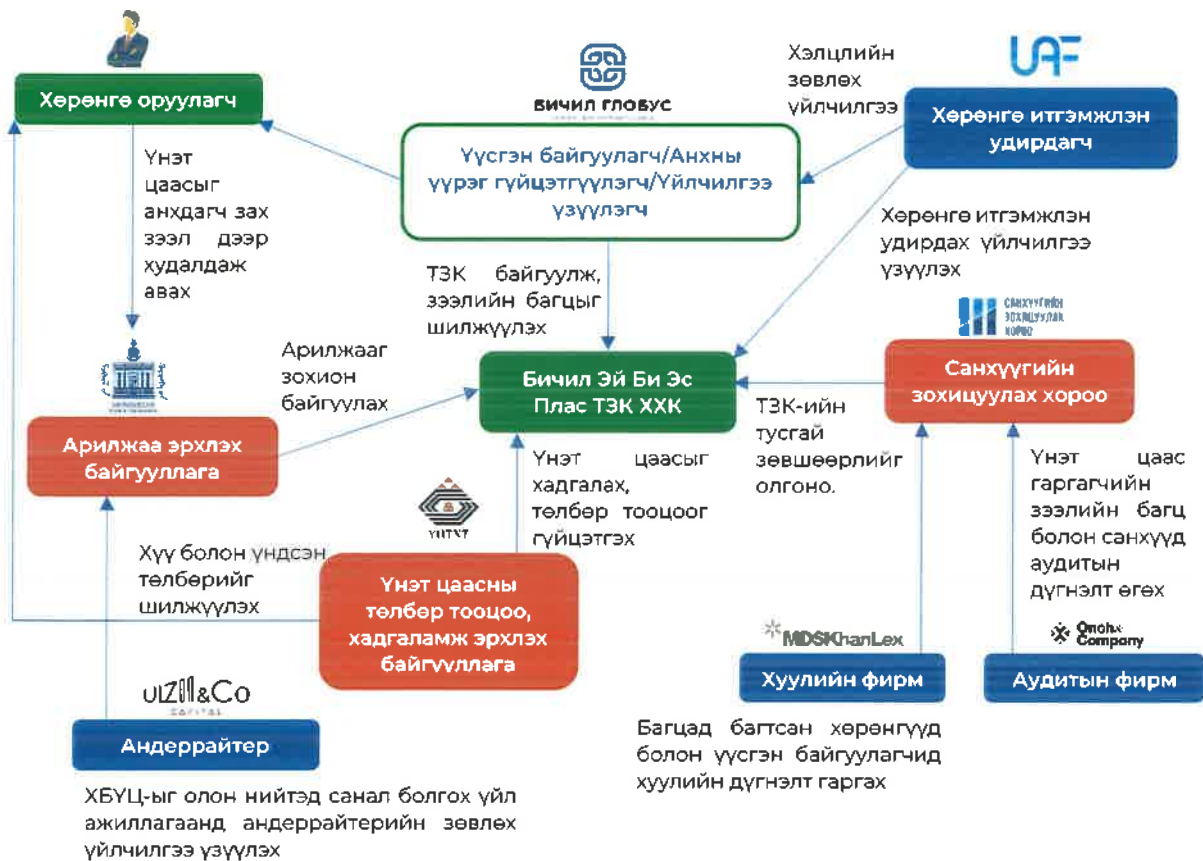 Хөрөнгө оруулагч
БИЧИЛ ГЛОБУС
Үүсгэн байгуулагч/Анхны
үүрэг гүйцэтгүүлэгч/Үйлчилгээ
үзүүлэгч
Хэлцлийн
зөвлөх
үйлчилгээ
UAF
Хөрөнгө итгэмжлэн
удирдагч
Үнэт
цаасыг
анхдагч зах
зээл дээр
худалдаж
авах
ТЗК байгуулж,
зээлийн багцыг
шилжүүлэх
Хөрөнгө итгэмжлэн
удирдах үйлчилгээ
үзүүлэх
САНХҮҮГИЙН
ЗОХИЦУУЛАХ
ХОРОО
Арилжааг
зохион
байгуулах
Бичил Эй Би Эс
Плас ТЗК ХХК
Санхүүгийн
зохицуулах хороо
Арилжаа эрхлэх
байгууллага
ТЗК-ийн
тусгай
зөвшөөрлийг
олгоно.
Үнэт цаасыг
хадгалах,
төлбөр тооцоог
гүйцэтгэх
Үнэт цаас
гаргагчийн
зээлийн багц
болон санхүүд
аудитын
дүгнэлт өгөх
ҮЦТХТ
Хүү болон үндсэн
төлбөрийг
шилжүүлэх
Үнэт цаасны
төлбөр тооцоо,
хадгаламж эрхлэх
байгууллага
MDSKhanLex
Onch
Company
Хуулийн фирм
Аудитын фирм
ULZII&Co
CAPITAL
Андеррайтер
Багцад багтсан хөрөнгүүд
болон үүсгэн байгуулагчид
хуулийн дүгнэлт гаргах
ХБҮЦ-ыг олон нийтэд санал болгох үйл
ажиллагаанд андеррайтерийн зөвлөх
үйлчилгээ үзүүлэх